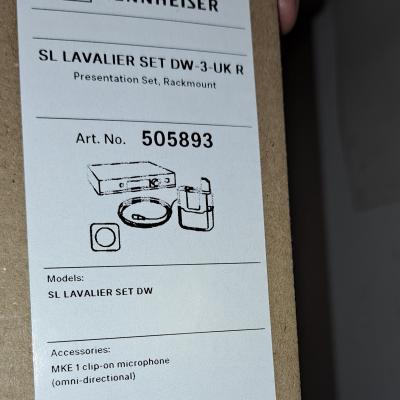 SENNHEISER
SL LAVALIER SET DW-3-UK R
Presentation Set, Rackmount
Art. No. 505893
Models:
SL LAVALIER SET DW
Accessories:
MKE 1 clip-on microphone
(omni-directional)